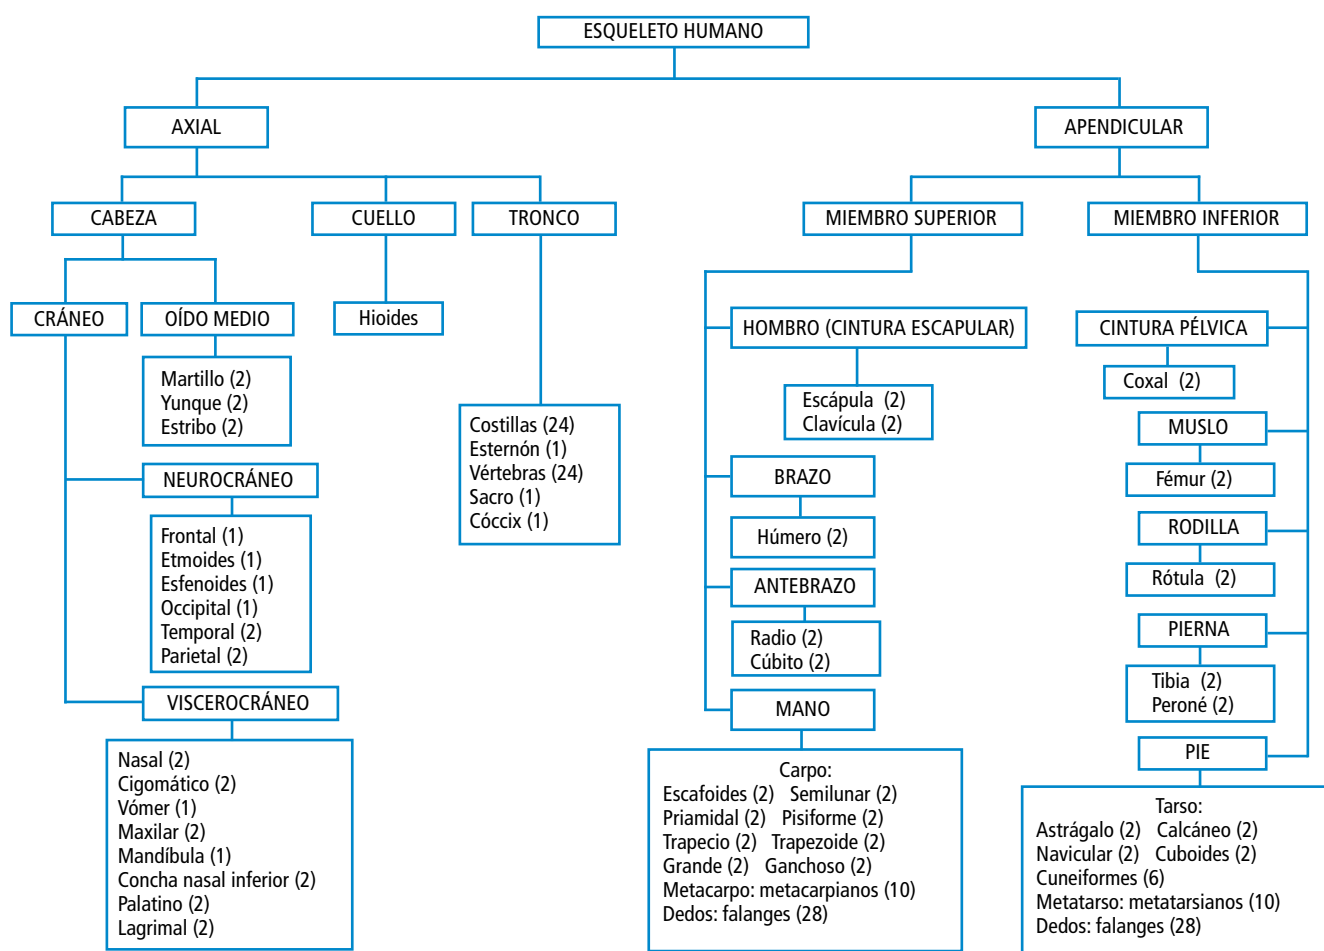 ESQUELETO HUMANO
AXIAL
APENDICULAR
CABEZA
CUELLO
TRONCO
MIEMBRO SUPERIOR
MIEMBRO INFERIOR
CRÁNEO
OÍDO MEDIO
Hioides
Martillo (2)
Yunque (2)
Estribo (2)
NEUROCRÁNEO
Frontal (1)
Etmoides (1)
Esfenoides (1)
Occipital (1)
Temporal (2)
Parietal (2)
VISCEROCRÁNEO
Nasal (2)
Cigomático (2)
Vómer (1)
Maxilar (2)
Mandíbula (1)
Concha nasal inferior (2)
Palatino (2)
Lagrimal (2)
Costillas (24)
Esternón (1)
Vértebras (24)
Sacro (1)
Cóccix (1)
HOMBRO (CINTURA ESCAPULAR)
Escápula (2)
Clavícula (2)
BRAZO
Húmero (2)
ANTEBRAZO
Radio (2)
Cúbito (2)
MANO
Carpo:
Escafoides (2) Semilunar (2)
Priamidal (2) Pisiforme (2)
Trapecio (2) Trapezoide (2)
Grande (2) Ganchoso (2)
Metacarpo: metacarpianos (10)
Dedos: falanges (28)
CINTURA PÉLVICA
Coxal (2)
MUSLO
Fémur (2)
RODILLA
Rótula (2)
PIERNA
Tibia (2)
Peroné (2)
PIE
Tarso:
Astrágalo (2) Calcáneo (2)
Navicular (2) Cuboides (2)
Cuneiformes (6)
Metatarso: metatarsianos (10)
Dedos: falanges (28)